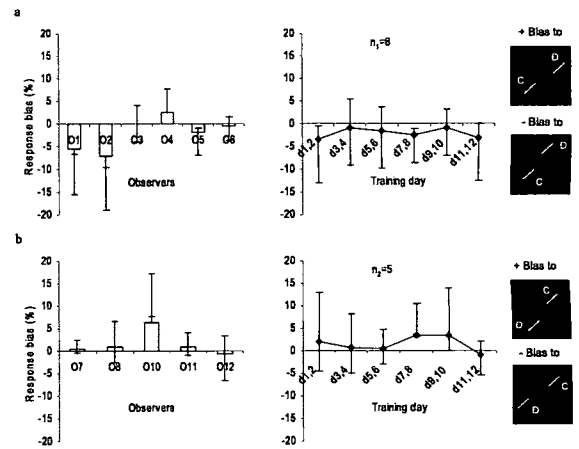 a
Response bias (%)
20
15
10
5
0
-5
-10
-15
-20
O1
O2
O3
O4
O5
O6
Observers
n1=6
20
15
10
5
0
-5
-10
-15
-20
d1,2
d3,4
d5,6
d7,8
d9,10
d11,12
Training day
+ Bias to
D
C
- Bias to
D
C
b
Response bias (%)
20
15
10
5
0
-5
-10
-15
-20
O7
O8
O10
O11
O12
Observers
n2=5
20
15
10
5
0
-5
-10
-15
-20
d1,2
d3,4
d5,6
d7,8
d9,10
d11,12
Training day
+ Bias to
C
D
- Bias to
C
D